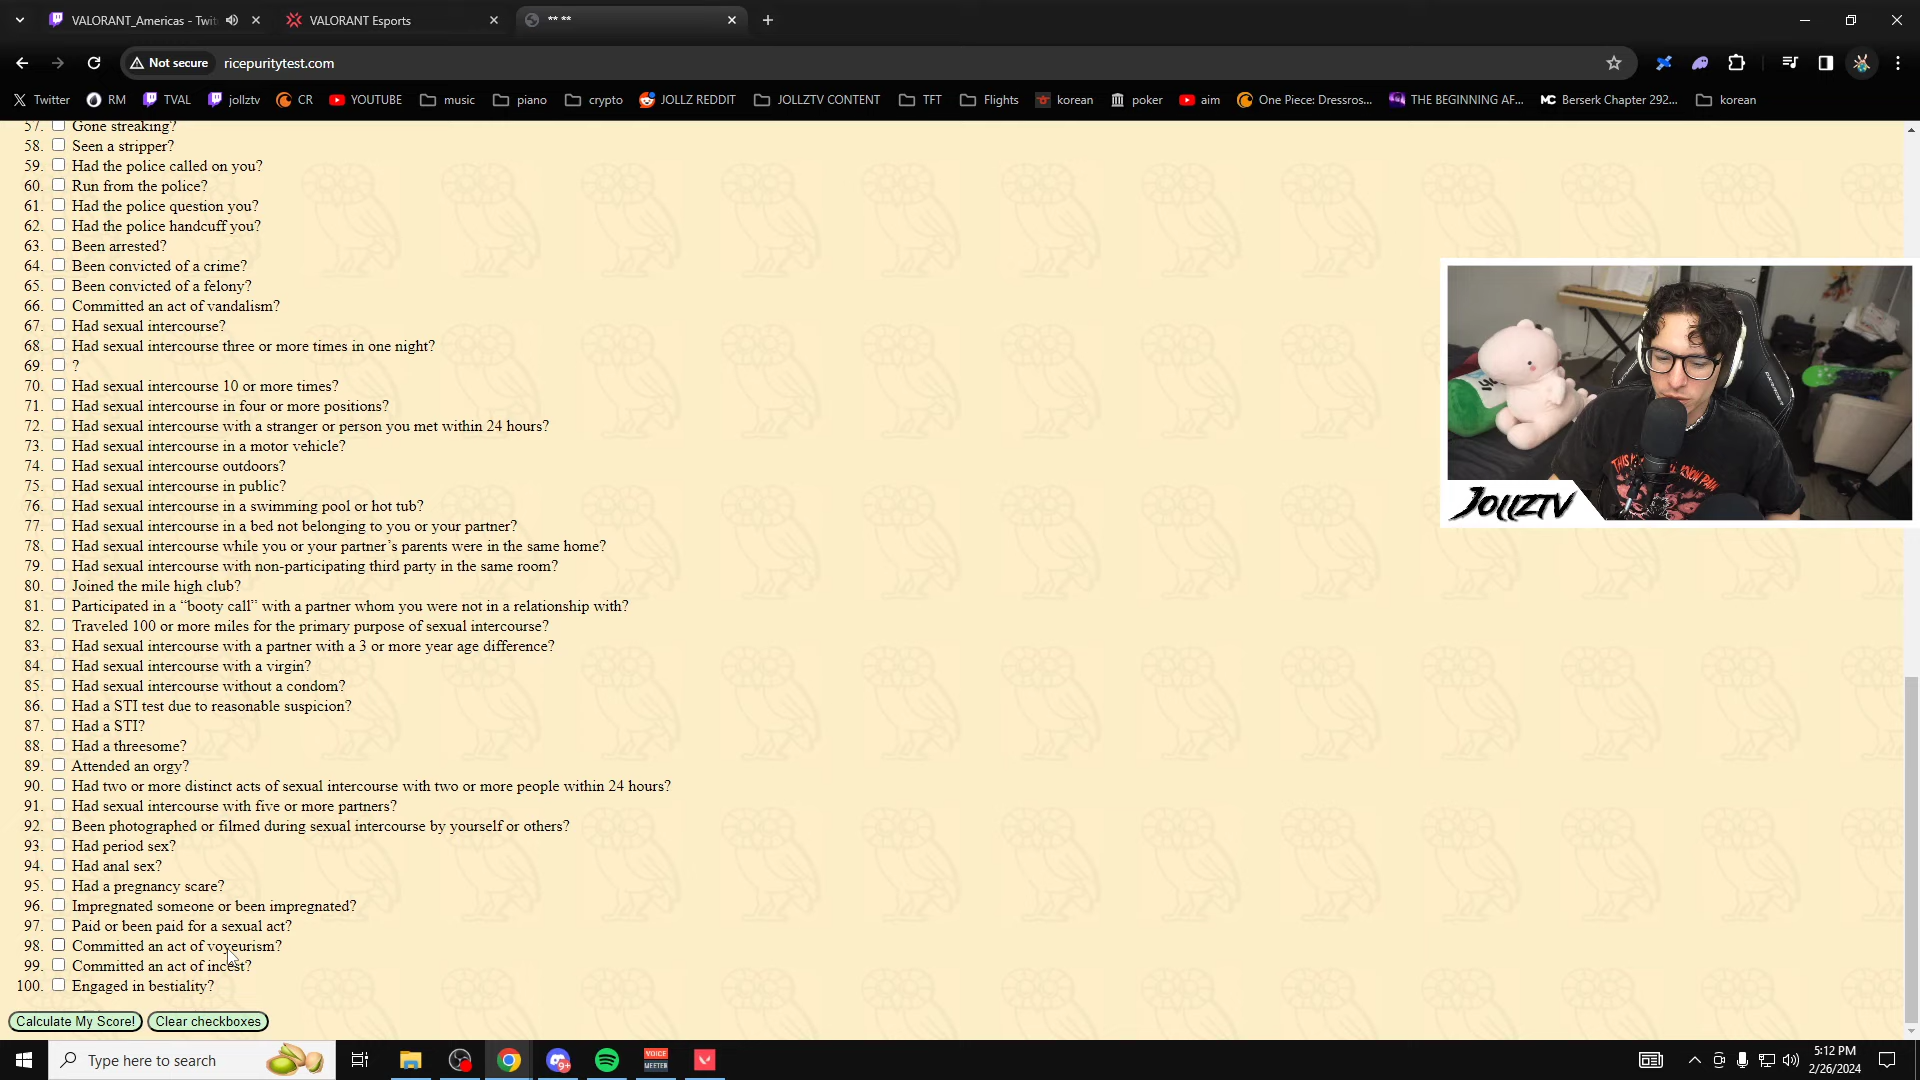 VALORANT_Americas - Twit
VALORANT Esports
** **
Not secure
ricepuritytest.com
Twitter
RM
TVAL
jollztv
CR
YOUTUBE
music
piano
crypto
JOLLZ REDDIT
JOLLZTV CONTENT
TFT
Flights
korean
poker
aim
One Piece: Dressros...
THE BEGINNING AF...
MC Berserk Chapter 292...
korean
57. Gone streaking?
58. Seen a stripper?
59. Had the police called on you?
60. Run from the police?
61. Had the police question you?
62. Had the police handcuff you?
63. Been arrested?
64. Been convicted of a crime?
65. Been convicted of a felony?
66. Committed an act of vandalism?
67. Had sexual intercourse?
68. Had sexual intercourse three or more times in one night?
69. ?
70. Had sexual intercourse 10 or more times?
71. Had sexual intercourse in four or more positions?
72. Had sexual intercourse with a stranger or person you met within 24 hours?
73. Had sexual intercourse in a motor vehicle?
74. Had sexual intercourse outdoors?
75. Had sexual intercourse in public?
76. Had sexual intercourse in a swimming pool or hot tub?
77. Had sexual intercourse in a bed not belonging to you or your partner?
78. Had sexual intercourse while you or your partner’s parents were in the same home?
79. Had sexual intercourse with non-participating third party in the same room?
80. Joined the mile high club?
81. Participated in a “booty call” with a partner whom you were not in a relationship with?
82. Traveled 100 or more miles for the primary purpose of sexual intercourse?
83. Had sexual intercourse with a partner with a 3 or more year age difference?
84. Had sexual intercourse with a virgin?
85. Had sexual intercourse without a condom?
86. Had a STI test due to reasonable suspicion?
87. Had a STI?
88. Had a threesome?
89. Attended an orgy?
90. Had two or more distinct acts of sexual intercourse with two or more people within 24 hours?
91. Had sexual intercourse with five or more partners?
92. Been photographed or filmed during sexual intercourse by yourself or others?
93. Had period sex?
94. Had anal sex?
95. Had a pregnancy scare?
96. Impregnated someone or been impregnated?
97. Paid or been paid for a sexual act?
98. Committed an act of voyeurism?
99. Committed an act of incest?
100. Engaged in bestiality?
Calculate My Score!
Clear checkboxes
JOLLZTV
Type here to search
9+
VOICE
MEETER
5:12 PM
2/26/2024